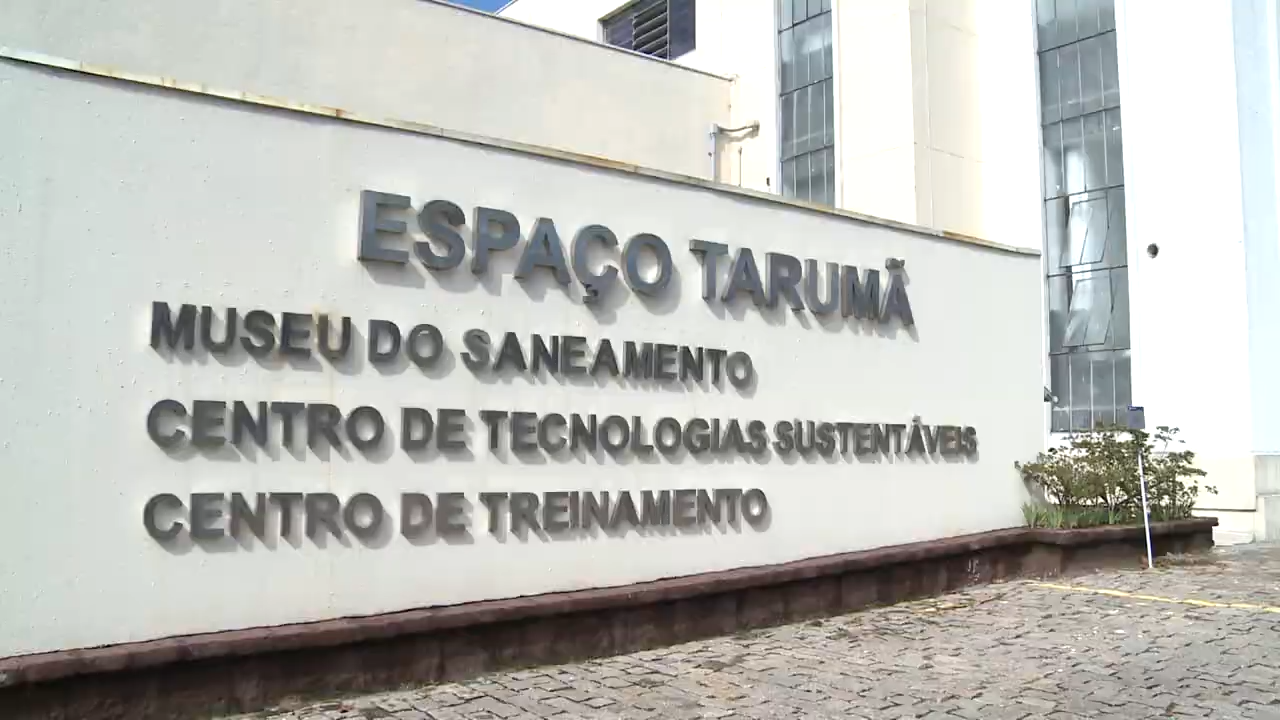 ESPAÇO TARUMÃ
MUSEU DO SANEAMENTO
CENTRO DE TECNOLOGIAS SUSTENTÁVEIS
CENTRO DE TREINAMENTO